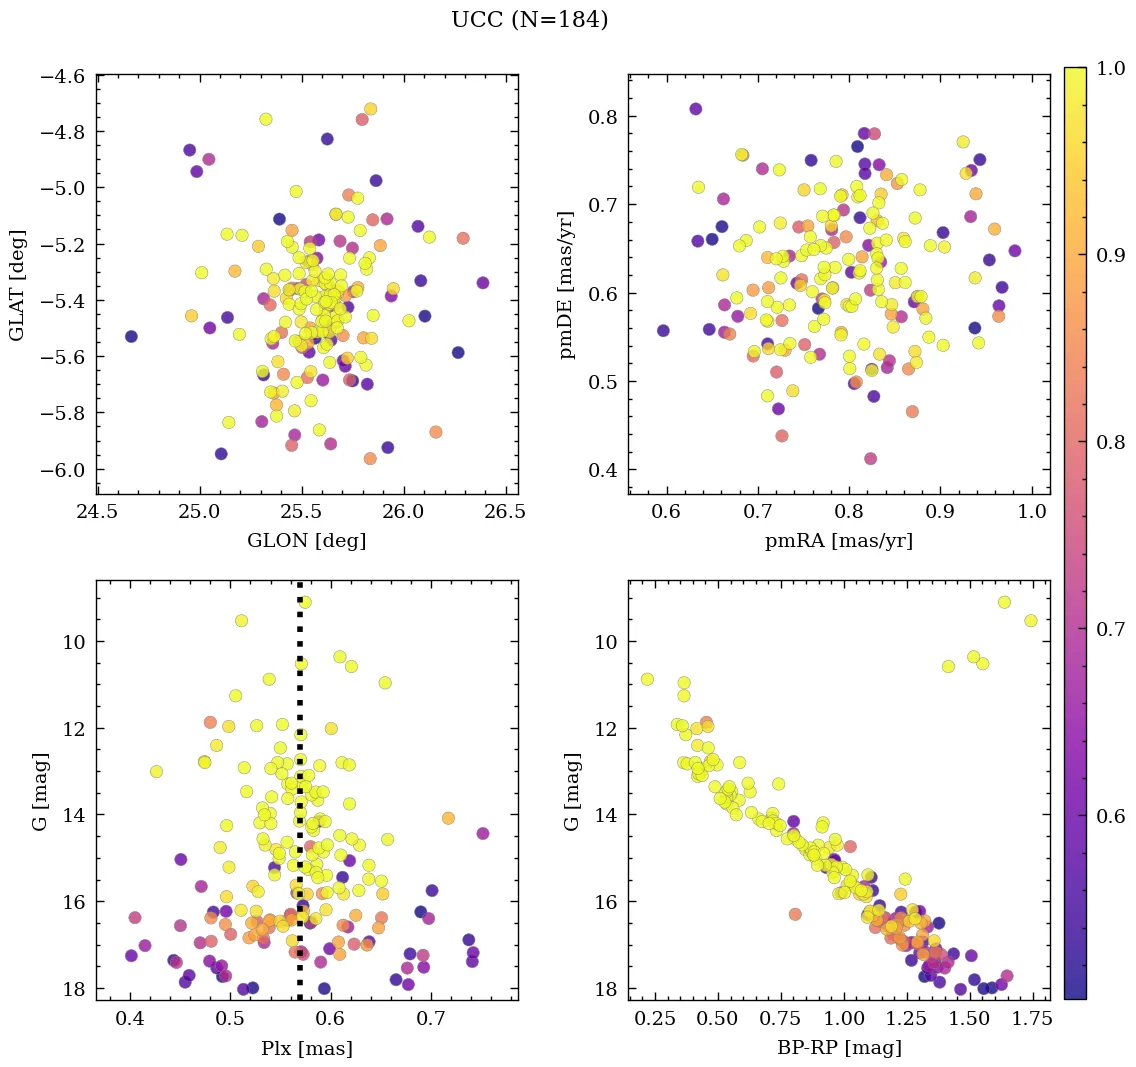 UCC (N=184)
−4.6
−4.8
−5.0
−5.2
−5.4
−5.6
−5.8
−6.0
GLAT [deg]
24.5 25.0 25.5 26.0 26.5
GLON [deg]
0.8
0.7
0.6
0.5
0.4
pmDE [mas/yr]
0.6 0.7 0.8 0.9 1.0
pmRA [mas/yr]
10
12
14
16
18
G [mag]
0.4 0.5 0.6 0.7
Plx [mas]
10
12
14
16
18
G [mag]
0.25 0.50 0.75 1.00 1.25 1.50 1.75
BP-RP [mag]
1.0
0.9
0.8
0.7
0.6